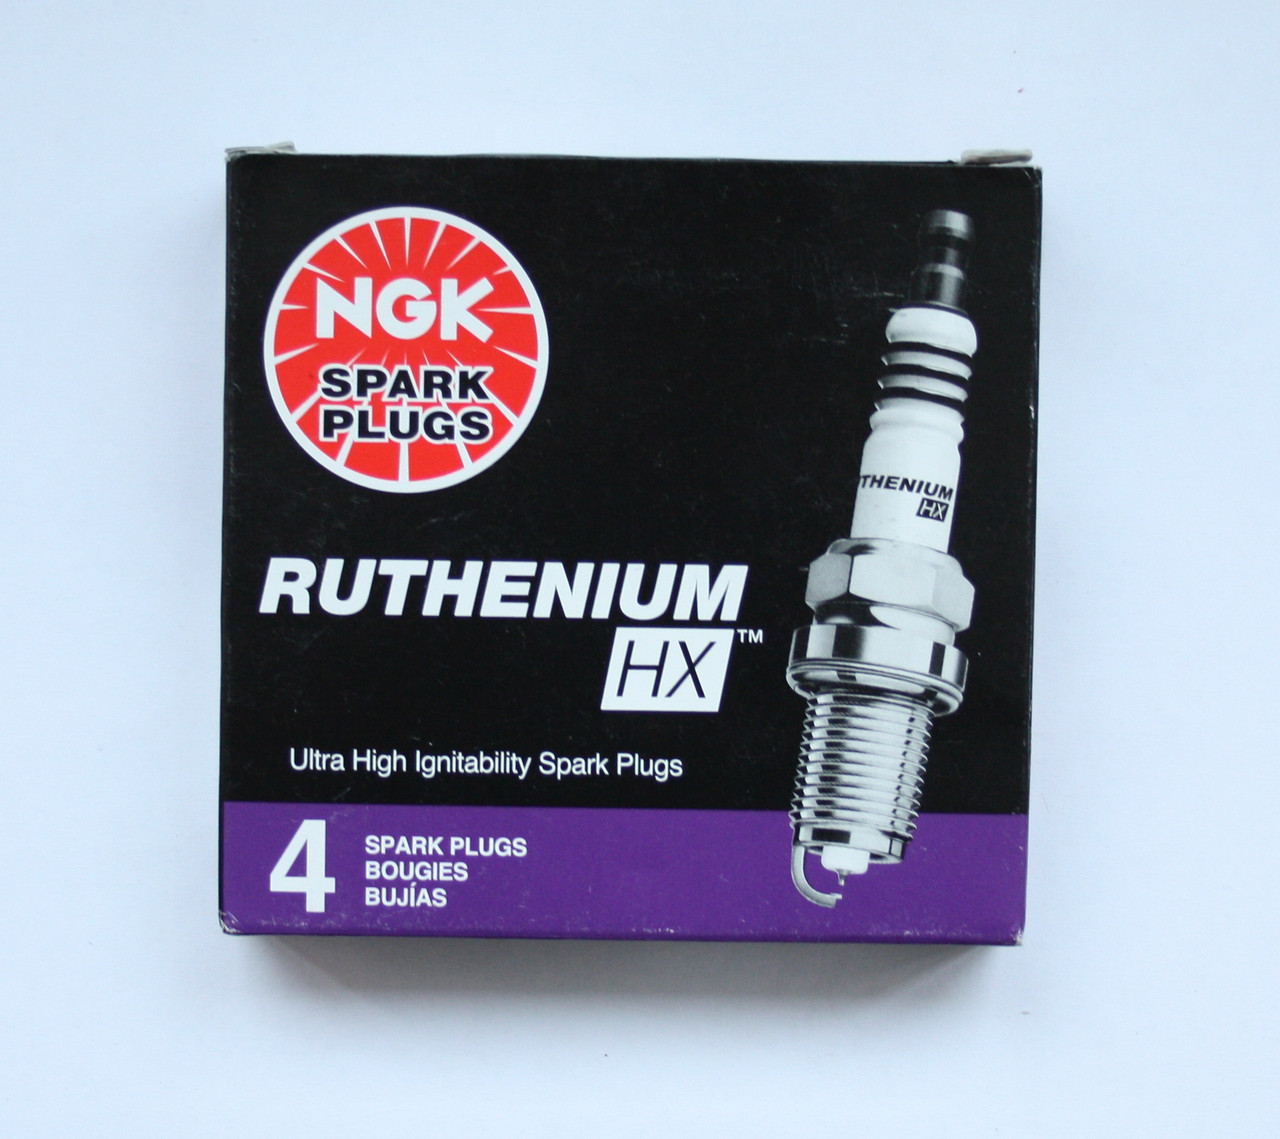 NGK
SPARK
PLUGS
THENIUM
HX
RUTHENIUM
HX™
Ultra High Ignitability Spark Plugs
4
SPARK PLUGS
BOUGIES
BUJÍAS